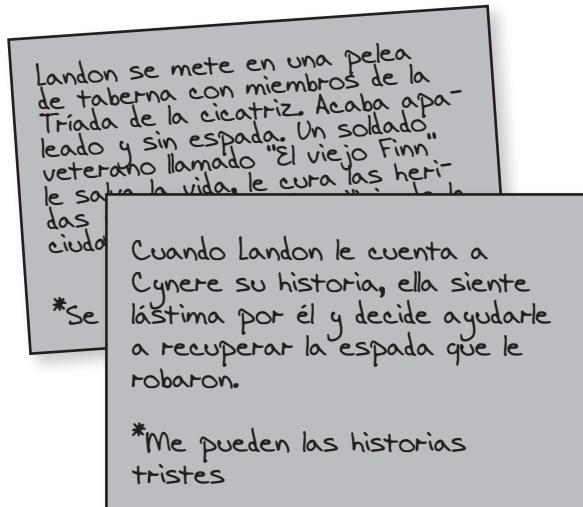 Landon se mete en una pelea
de taberna con miembros de la
Tríada de la cicatriz. Acaba apa-
leado y sin espada. Un soldado
veterano llamado "El viejo Finn"
le salva la vida, le cura las heri-
das
*Se
Cuando Landon le cuenta a
Cynere su historia, ella siente
lástima por él y decide ayudarle
a recuperar la espada que le
robaron.
*Me pueden las historias
tristes